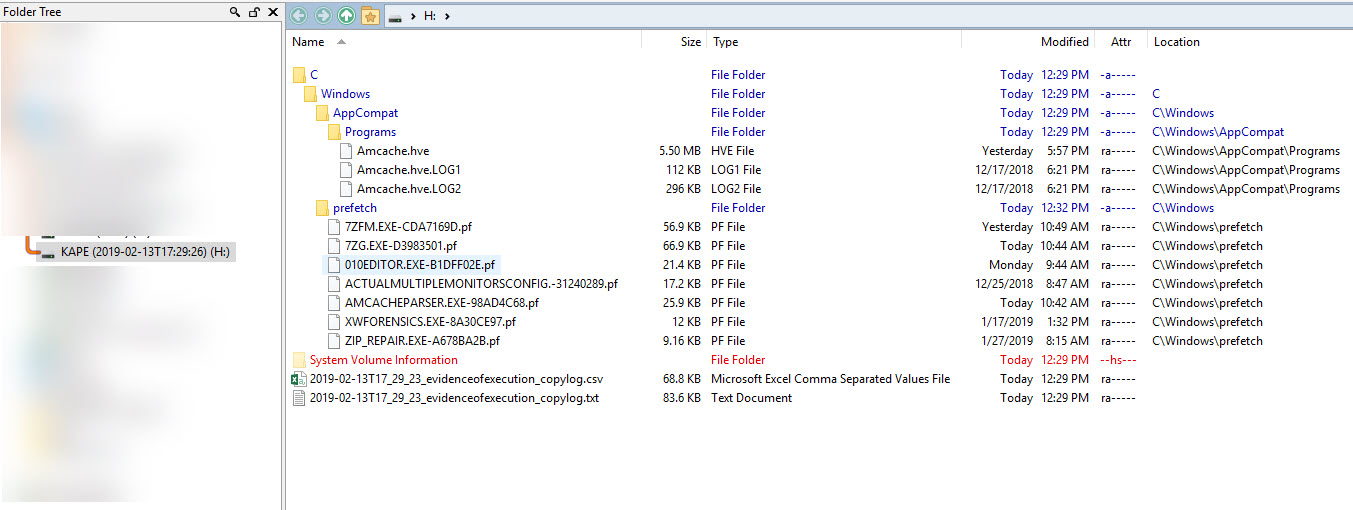 Folder Tree
H:
Name Size Type Modified Attr Location
C File Folder Today 12:29 PM -a-----
Windows File Folder Today 12:29 PM -a----- C
AppCompat File Folder Today 12:29 PM -a----- C\Windows
Programs File Folder Today 12:29 PM -a----- C\Windows\AppCompat
Amcache.hve 5.50 MB HVE File Yesterday 5:57 PM ra----- C\Windows\AppCompat\Programs
Amcache.hve.LOG1 112 KB LOG1 File 12/17/2018 6:21 PM ra----- C\Windows\AppCompat\Programs
Amcache.hve.LOG2 296 KB LOG2 File 12/17/2018 6:21 PM ra----- C\Windows\AppCompat\Programs
prefetch File Folder Today 12:32 PM -a----- C\Windows
7ZFM.EXE-CDA7169D.pf 56.9 KB PF File Yesterday 10:49 AM ra----- C\Windows\prefetch
7ZG.EXE-D3983501.pf 66.9 KB PF File Today 10:44 AM ra----- C\Windows\prefetch
KAPE (2019-02-13T17:29:26) (H:)
010EDITOR.EXE-B1DFF02E.pf 21.4 KB PF File Monday 9:44 AM ra----- C\Windows\prefetch
ACTUALMULTIPLEMONITORSCONFIG.-31240289.pf 17.2 KB PF File 12/25/2018 8:47 AM ra----- C\Windows\prefetch
AMCACHEPARSER.EXE-98AD4C68.pf 25.9 KB PF File Today 10:42 AM ra----- C\Windows\prefetch
XWFORENSICS.EXE-8A30CE97.pf 12 KB PF File 1/17/2019 1:32 PM ra----- C\Windows\prefetch
ZIP_REPAIR.EXE-A678BA2B.pf 9.16 KB PF File 1/27/2019 8:15 AM ra----- C\Windows\prefetch
System Volume Information File Folder Today 12:29 PM --hs---
2019-02-13T17_29_23_evidenceofexecution_copylog.csv 68.8 KB Microsoft Excel Comma Separated Values File Today 12:29 PM ra-----
2019-02-13T17_29_23_evidenceofexecution_copylog.txt 83.6 KB Text Document Today 12:29 PM ra-----